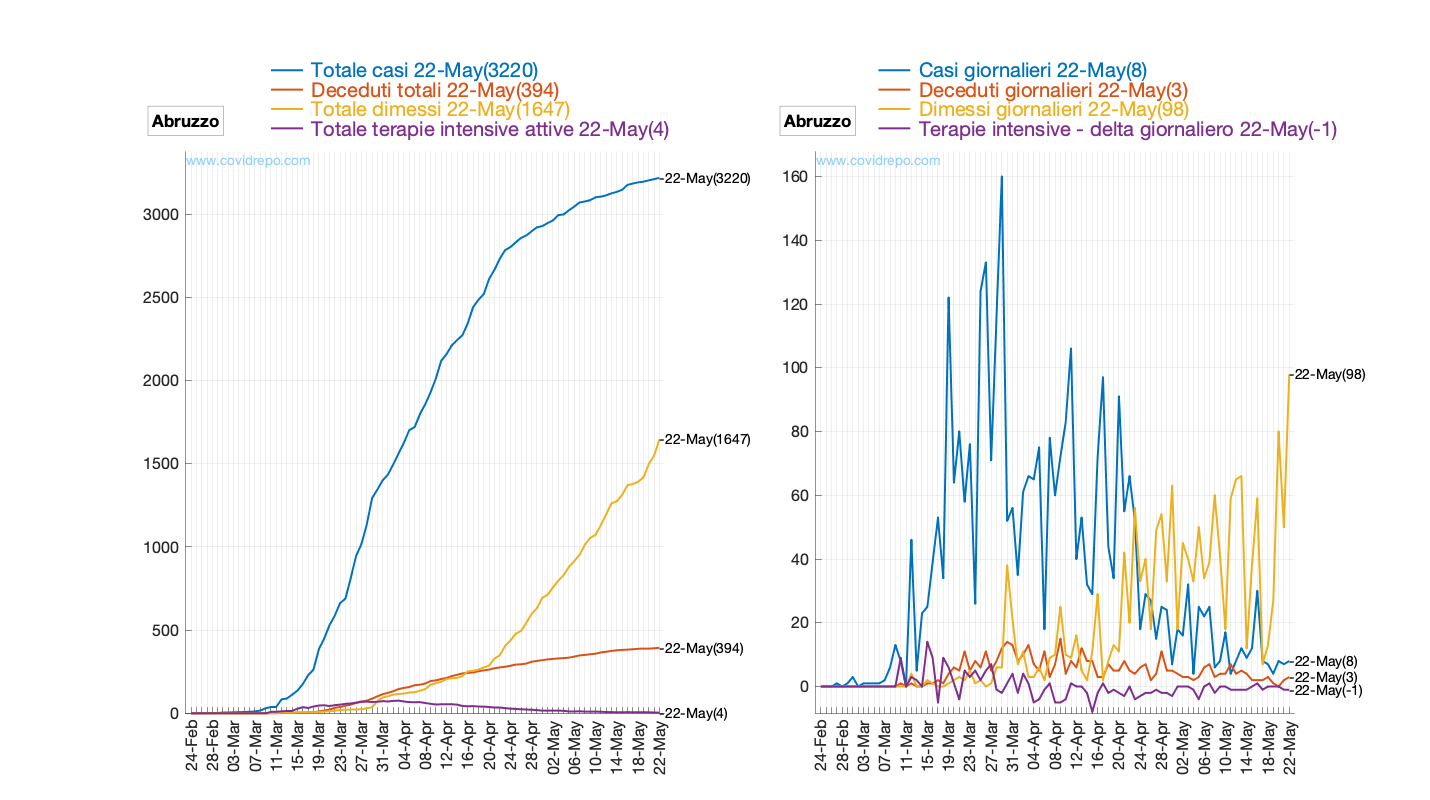 Totale casi 22-May(3220)
Deceduti totali 22-May(394)
Totale dimessi 22-May(1647)
Totale terapie intensive attive 22-May(4)
Abruzzo
www.covidrepo.com
3000
2500
2000
1500
1000
500
0
22-May(3220)
22-May(1647)
22-May(394)
22-May(4)
24-Feb
28-Feb
03-Mar
07-Mar
11-Mar
15-Mar
19-Mar
23-Mar
27-Mar
31-Mar
04-Apr
08-Apr
12-Apr
16-Apr
20-Apr
24-Apr
28-Apr
02-May
06-May
10-May
14-May
18-May
22-May
Casi giornalieri 22-May(8)
Deceduti giornalieri 22-May(3)
Dimessi giornalieri 22-May(98)
Terapie intensive - delta giornaliero 22-May(-1)
Abruzzo
www.covidrepo.com
160
140
120
100
80
60
40
20
0
22-May(98)
22-May(8)
22-May(3)
22-May(-1)
24-Feb
28-Feb
03-Mar
07-Mar
11-Mar
15-Mar
19-Mar
23-Mar
27-Mar
31-Mar
04-Apr
08-Apr
12-Apr
16-Apr
20-Apr
24-Apr
28-Apr
02-May
06-May
10-May
14-May
18-May
22-May